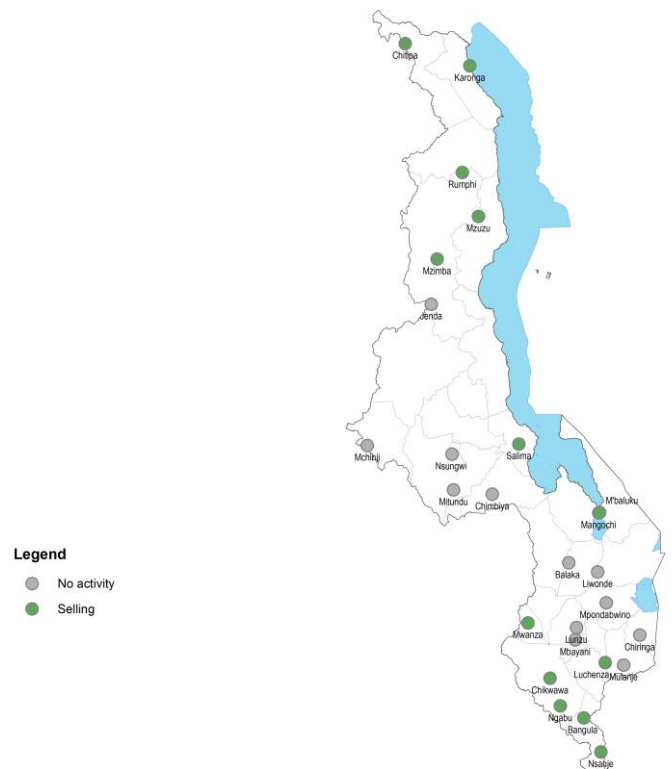 Chitipa
Karonga
Rumphi
Mzuzu
Mzimba
Jenda
Mchinji
Nsungwi
Salima
Mitundu
Chimbiya
M'baluku
Mangochi
Balaka
Liwonde
Mpondabwino
Mwanza
Lunzu
Chiringa
Mbayani
Luchenza
Mulanje
Chikwawa
Ngabu
Bangula
Nsanje
Legend
No activity
Selling